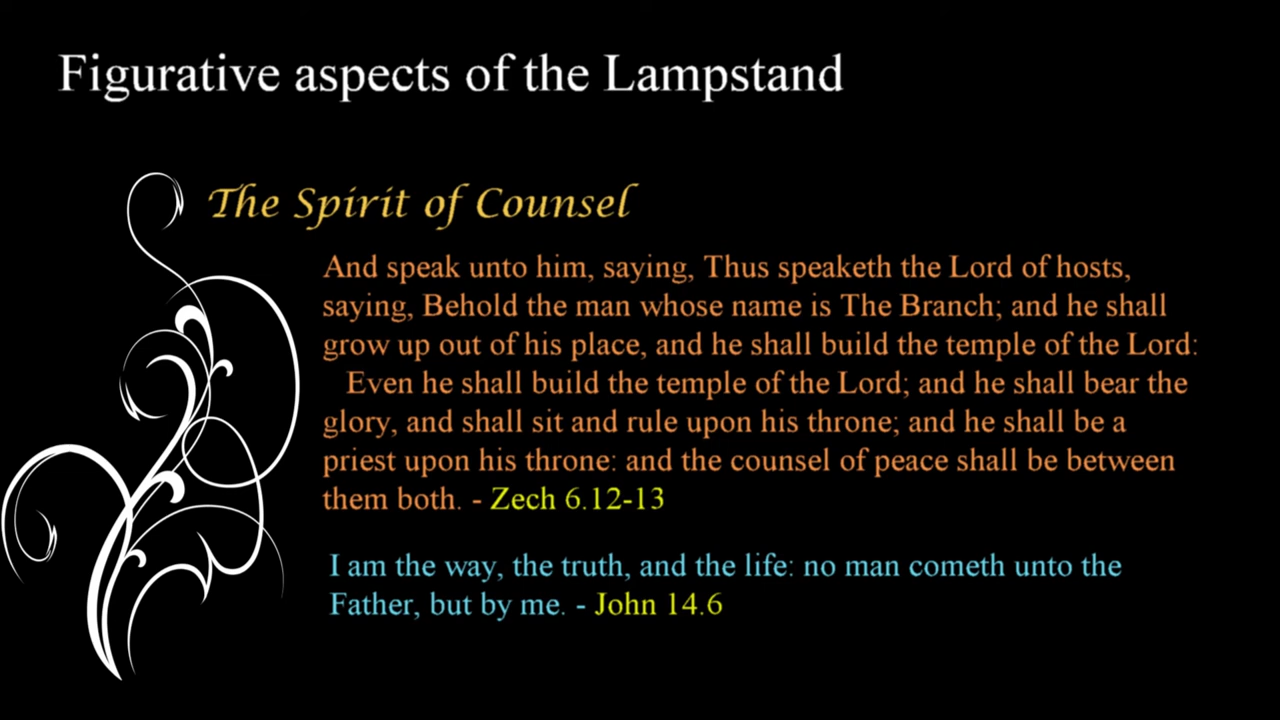 Figurative aspects of the Lampstand
The Spirit of Counsel
And speak unto him, saying, Thus speaketh the Lord of hosts,
saying, Behold the man whose name is The Branch; and he shall
grow up out of his place, and he shall build the temple of the Lord:
Even he shall build the temple of the Lord; and he shall bear the
glory, and shall sit and rule upon his throne; and he shall be a
priest upon his throne: and the counsel of peace shall be between
them both. - Zech 6.12-13
I am the way, the truth, and the life: no man cometh unto the
Father, but by me. - John 14.6